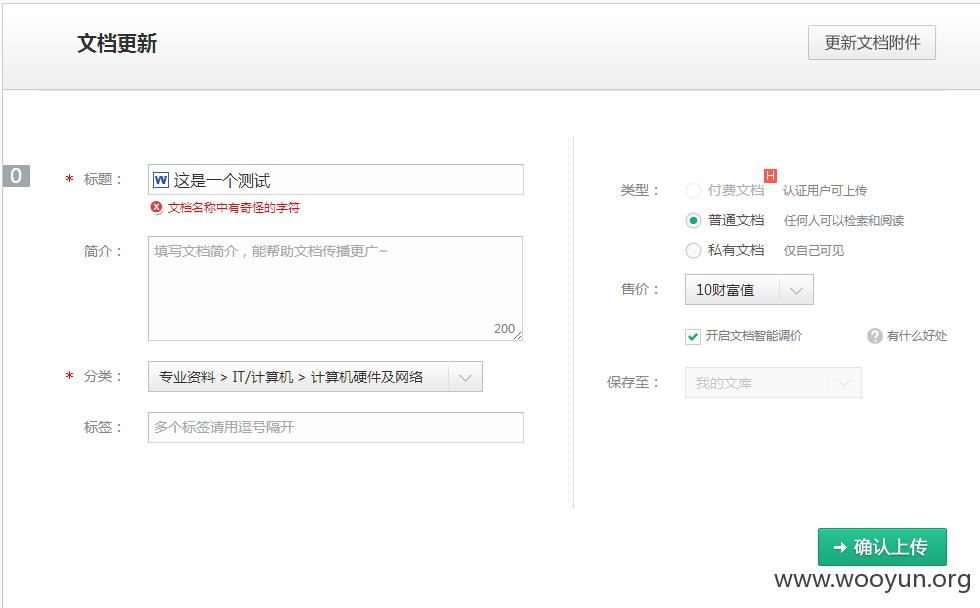 文档更新
更新文档附件
0
* 标题：
W 这是一个测试
文档名称中有奇怪的字符
简介：
填写文档简介，能帮助文档传播更广~
200
* 分类：
专业资料 > IT/计算机 > 计算机硬件及网络
标签：
多个标签请用逗号隔开
类型：
付费文档 H 认证用户可上传
普通文档 任何人可以检索和阅读
私有文档 仅自己可见
售价：
10财富值
开启文档智能调价
? 有什么好处
保存至：
我的文库
确认上传
www.wooyun.org